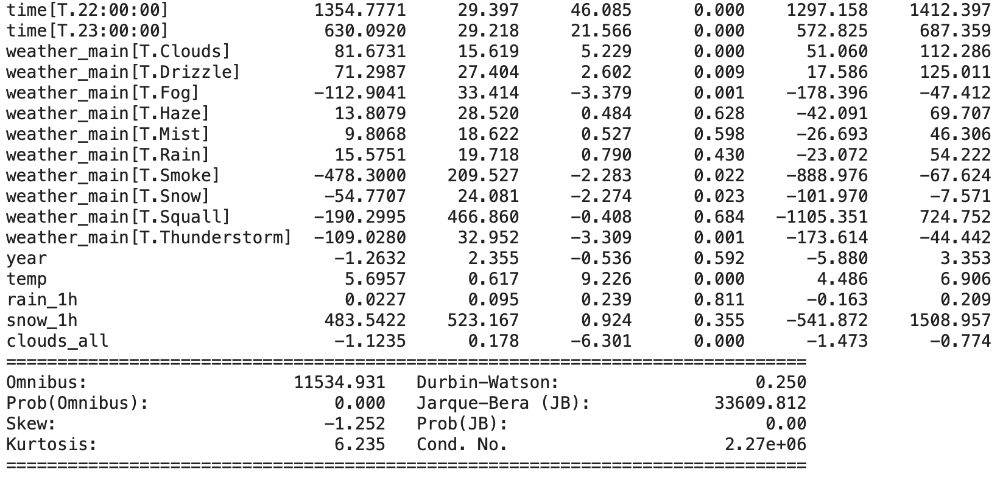 time[T.22:00:00] 1354.7771 29.397 46.085 0.000 1297.158 1412.397
time[T.23:00:00] 630.0920 29.218 21.566 0.000 572.825 687.359
weather_main[T.Clouds] 81.6731 15.619 5.229 0.000 51.060 112.286
weather_main[T.Drizzle] 71.2987 27.404 2.602 0.009 17.586 125.011
weather_main[T.Fog] −112.9041 33.414 −3.379 0.001 −178.396 −47.412
weather_main[T.Haze] 13.8079 28.520 0.484 0.628 −42.091 69.707
weather_main[T.Mist] 9.8068 18.622 0.527 0.598 −26.693 46.306
weather_main[T.Rain] 15.5751 19.718 0.790 0.430 −23.072 54.222
weather_main[T.Smoke] −478.3000 209.527 −2.283 0.022 −888.976 −67.624
weather_main[T.Snow] −54.7707 24.081 −2.274 0.023 −101.970 −7.571
weather_main[T.Squall] −190.2995 466.860 −0.408 0.684 −1105.351 724.752
weather_main[T.Thunderstorm] −109.0280 32.952 −3.309 0.001 −173.614 −44.442
year −1.2632 2.355 −0.536 0.592 −5.880 3.353
temp 5.6957 0.617 9.226 0.000 4.486 6.906
rain_1h 0.0227 0.095 0.239 0.811 −0.163 0.209
snow_1h 483.5422 523.167 0.924 0.355 −541.872 1508.957
clouds_all −1.1235 0.178 −6.301 0.000 −1.473 −0.774
==============================================================================
Omnibus: 11534.931 Durbin−Watson: 0.250
Prob(Omnibus): 0.000 Jarque−Bera (JB): 33609.812
Skew: −1.252 Prob(JB): 0.00
Kurtosis: 6.235 Cond. No. 2.27e+06
==============================================================================